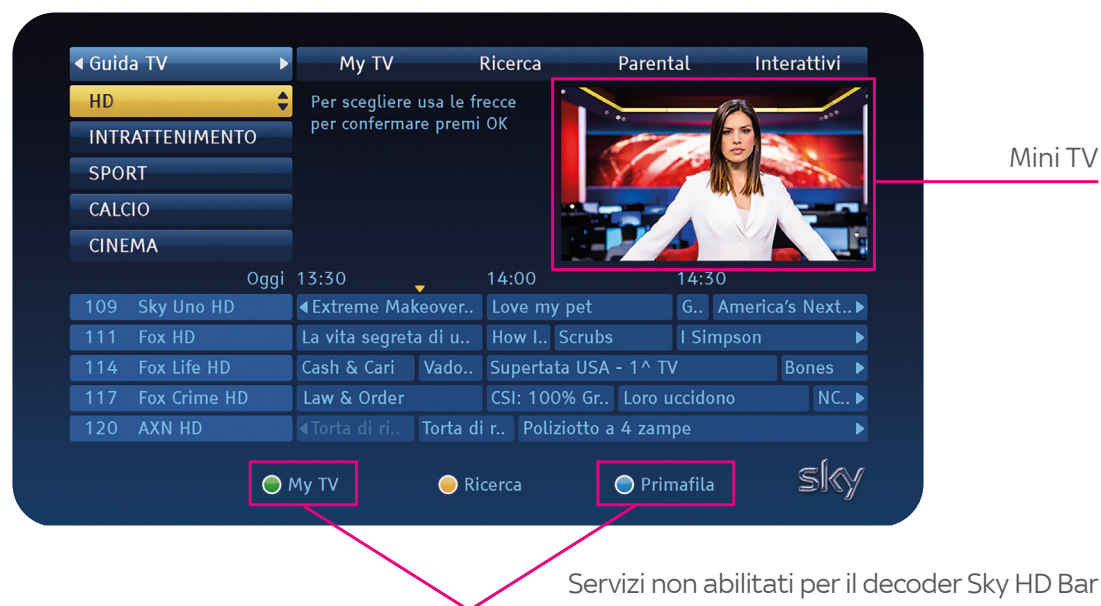 Guida TV My TV Ricerca Parental Interattivi
HD
Per scegliere usa le frecce
per confermare premi OK
INTRATTENIMENTO
SPORT
CALCIO
CINEMA
Mini TV
Oggi 13:30 14:00 14:30
109 Sky Uno HD Extreme Makeover.. Love my pet G.. America's Next..
111 Fox HD La vita segreta di u.. How I.. Scrubs I Simpson
114 Fox Life HD Cash & Cari Vado.. Supertata USA - 1^ TV Bones
117 Fox Crime HD Law & Order CSI: 100% Gr.. Loro uccidono NC..
120 AXN HD Torta di ri.. Torta di r.. Poliziotto a 4 zampe
My TV Ricerca Primafila sky
Servizi non abilitati per il decoder Sky HD Bar